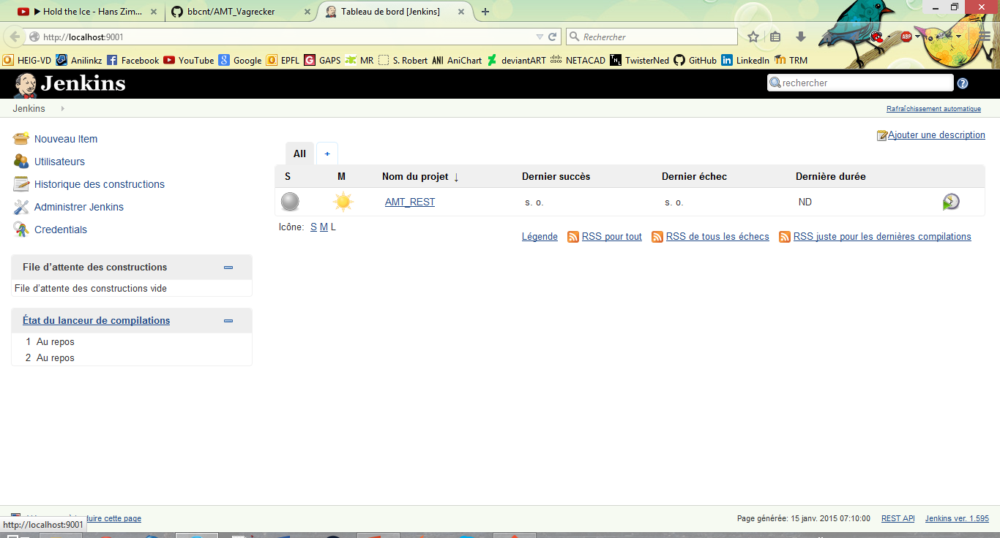 ▶ Hold the Ice - Hans Zim...
bbcnt/AMT_Vagrecker
Tableau de bord [Jenkins]
http://localhost:9001
Rechercher
HEIG-VD Anilinkz Facebook YouTube Google EPFL GAPS MR S. Robert ANI AniChart deviantART NETACAD TwisterNed GitHub LinkedIn TRM
Jenkins
rechercher
Jenkins
Rafraîchissement automatique
Nouveau Item
Utilisateurs
Historique des constructions
Administrer Jenkins
Credentials
File d'attente des constructions
File d'attente des constructions vide
État du lanceur de compilations
1 Au repos
2 Au repos
Ajouter une description
All +
S M Nom du projet ↓ Dernier succès Dernier échec Dernière durée
AMT_REST s. o. s. o. ND
Icône: S M L
Légende RSS pour tout RSS de tous les échecs RSS juste pour les dernières compilations
duire cette page
Page générée: 15 janv. 2015 07:10:00 REST API Jenkins ver. 1.595
http://localhost:9001